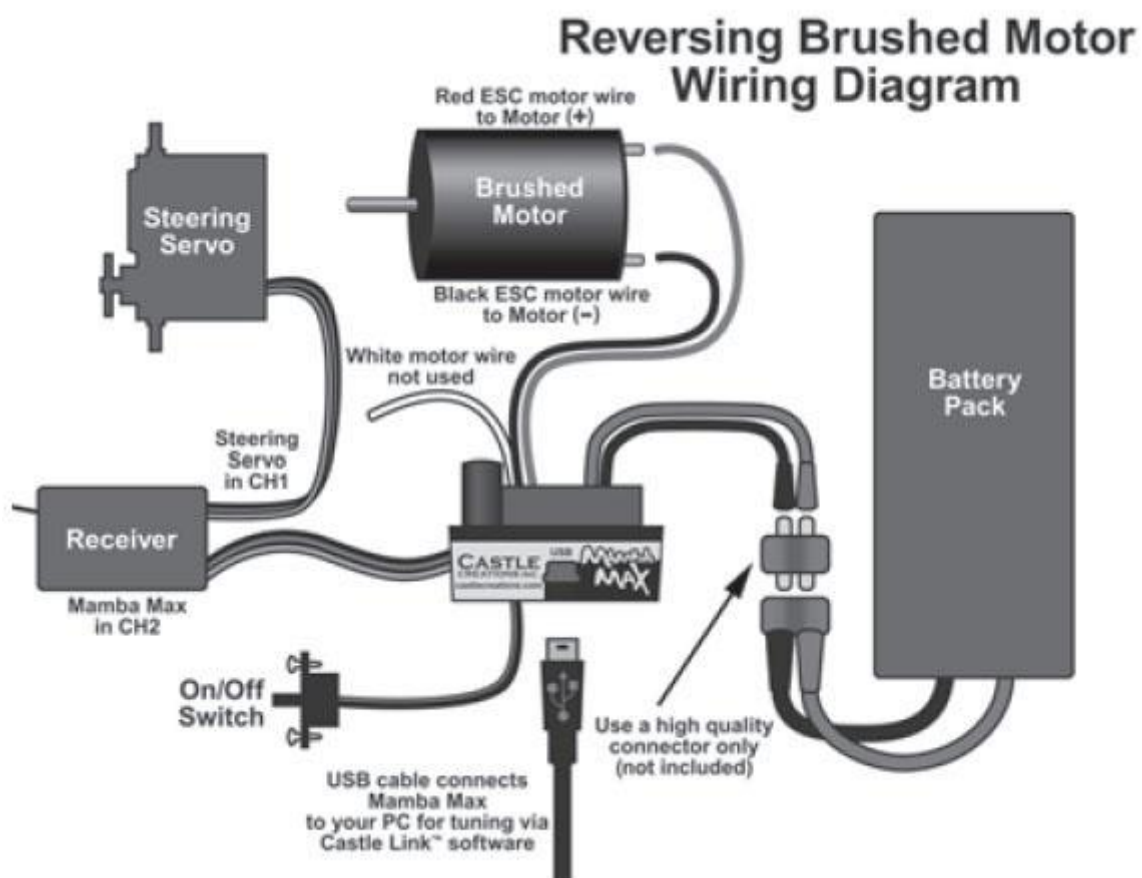 Reversing Brushed Motor
Wiring Diagram
Red ESC motor wire
to Motor (+)
Brushed
Motor
Black ESC motor wire
to Motor (−)
Steering
Servo
White motor wire
not used
Battery
Pack
Steering
Servo
in CH1
Receiver
Mamba Max
in CH2
CASTLE
CREATIONS INC
castlecreations.com
USB
MAMBA
MAX
On/Off
Switch
Use a high quality
connector only
(not included)
USB cable connects
Mamba Max
to your PC for tuning via
Castle Link™ software